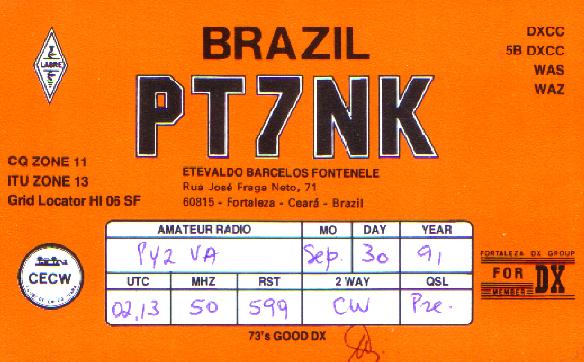 BRAZIL
DXCC
5B DXCC
WAS
WAZ
LABRE
PT7NK
CQ ZONE 11
ITU ZONE 13
Grid Locator HI 06 SF
ETEVALDO BARCELOS FONTENELE
Rua José Fraga Neto, 71
60815 - Fortaleza - Ceará - Brazil
AMATEUR RADIO MO DAY YEAR
PY2 VA Sep. 30 91
UTC MHZ RST 2 WAY QSL
02,13 50 599 CW Pse.
73's GOOD DX
CECW
FORTALEZA DX GROUP
FOR DX
MEMBER